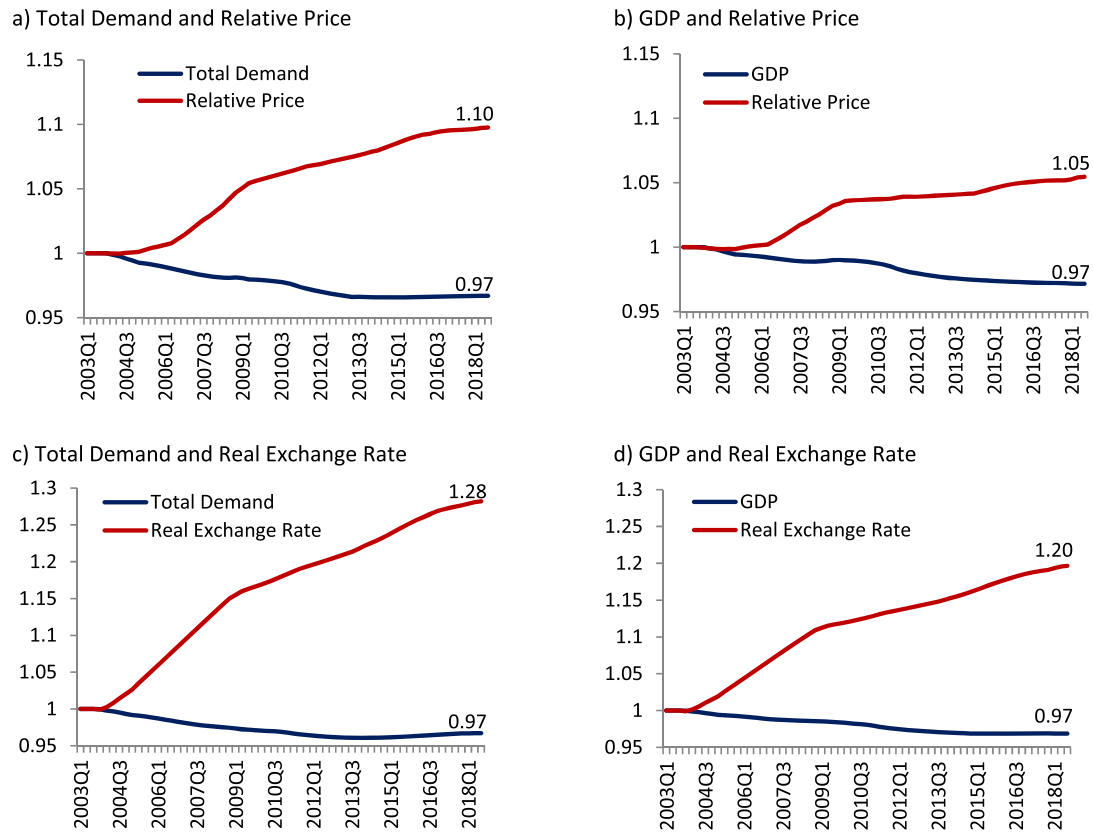 a) Total Demand and Relative Price
1.15
1.1
1.05
1
0.95
Total Demand
Relative Price
1.10
0.97
2003Q1
2004Q3
2006Q1
2007Q3
2009Q1
2010Q3
2012Q1
2013Q3
2015Q1
2016Q3
2018Q1
b) GDP and Relative Price
1.15
1.1
1.05
1
0.95
GDP
Relative Price
1.05
0.97
2003Q1
2004Q3
2006Q1
2007Q3
2009Q1
2010Q3
2012Q1
2013Q3
2015Q1
2016Q3
2018Q1
c) Total Demand and Real Exchange Rate
1.3
1.25
1.2
1.15
1.1
1.05
1
0.95
Total Demand
Real Exchange Rate
1.28
0.97
2003Q1
2004Q3
2006Q1
2007Q3
2009Q1
2010Q3
2012Q1
2013Q3
2015Q1
2016Q3
2018Q1
d) GDP and Real Exchange Rate
1.3
1.25
1.2
1.15
1.1
1.05
1
0.95
GDP
Real Exchange Rate
1.20
0.97
2003Q1
2004Q3
2006Q1
2007Q3
2009Q1
2010Q3
2012Q1
2013Q3
2015Q1
2016Q3
2018Q1